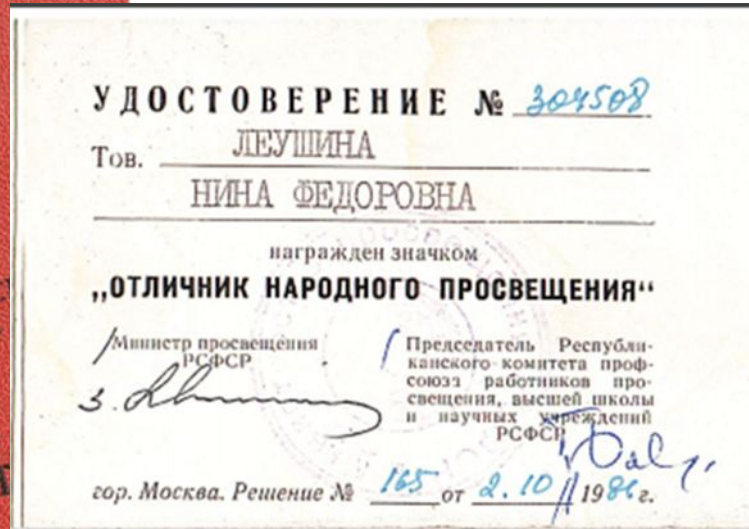 УДОСТОВЕРЕНИЕ № 304508
Тов. ЛЕУШИНА
НИНА ФЕДОРОВНА
награжден значком
„ОТЛИЧНИК НАРОДНОГО ПРОСВЕЩЕНИЯ“
Министр просвещения
РСФСР
Председатель Республи-
канского комитета проф-
союза работников про-
свещения, высшей школы
и научных учреждений
РСФСР
гор. Москва. Решение № 165 от 2.10 1986 г.